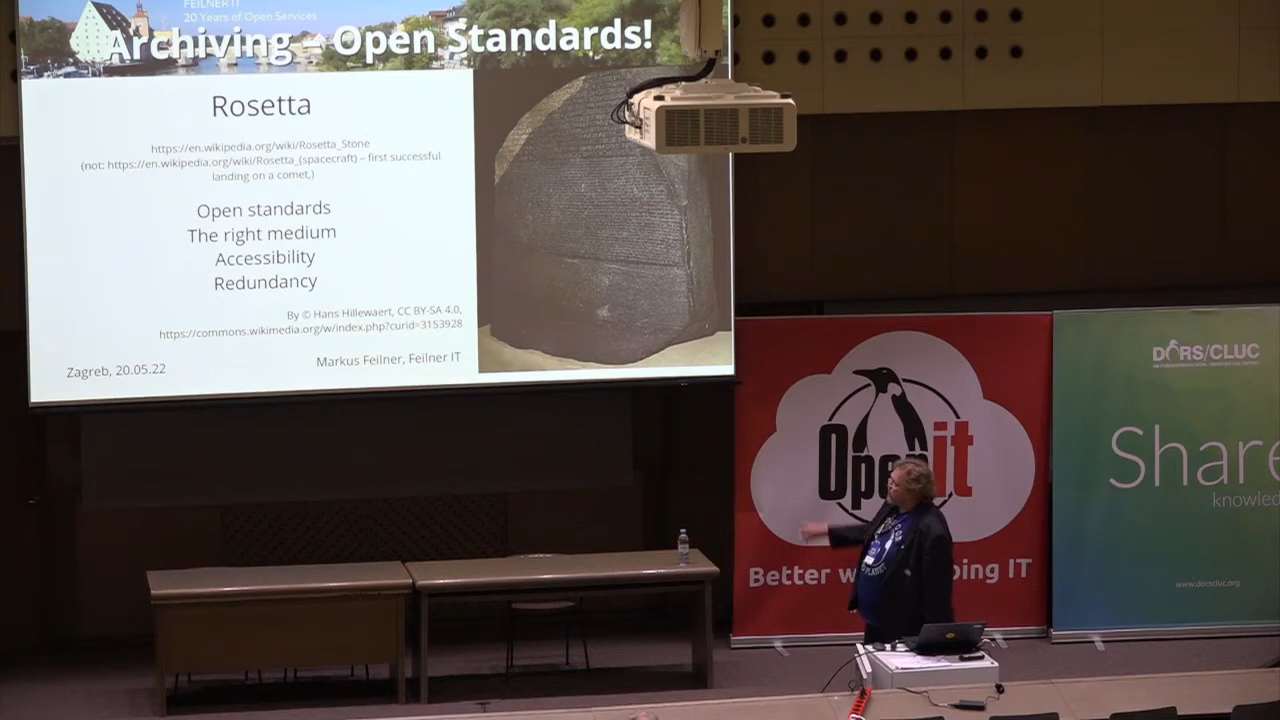 FEILNER IT
20 Years of Open Services
Archiving – Open Standards!
Rosetta
https://en.wikipedia.org/wiki/Rosetta_Stone
(not: https://en.wikipedia.org/wiki/Rosetta_(spacecraft) – first successful
landing on a comet,)
Open standards
The right medium
Accessibility
Redundancy
By © Hans Hillewaert, CC BY-SA 4.0,
https://commons.wikimedia.org/w/index.php?curid=3153928
Zagreb, 20.05.22
Markus Feilner, Feilner IT
Open it
Better w ping IT
DORS/CLUC
Share
knowled
www.dorscluc.org
PLANET